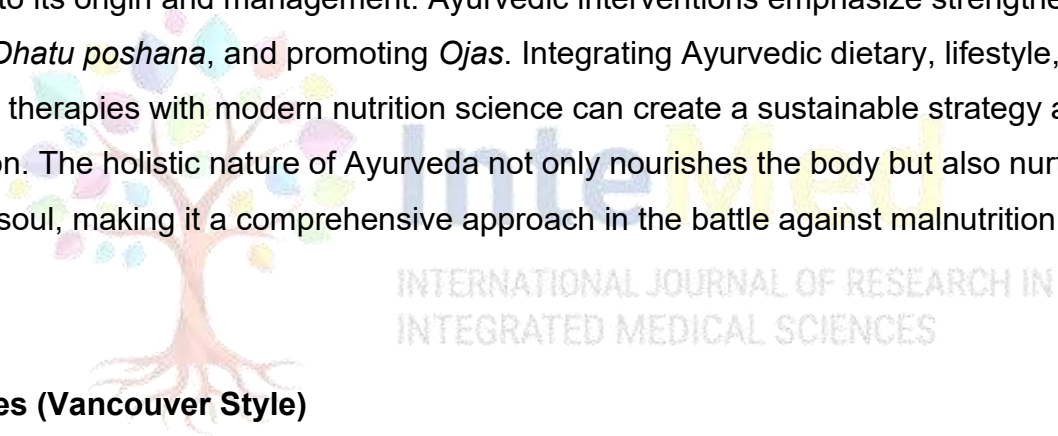 to its origin and management. Ayurvedic interventions emphasize strengthe
Dhatu poshana, and promoting Ojas. Integrating Ayurvedic dietary, lifestyle,
therapies with modern nutrition science can create a sustainable strategy a
on. The holistic nature of Ayurveda not only nourishes the body but also nur
InteMed
soul, making it a comprehensive approach in the battle against malnutrition
INTERNATIONAL JOURNAL OF RESEARCH IN
INTEGRATED MEDICAL SCIENCES
es (Vancouver Style)